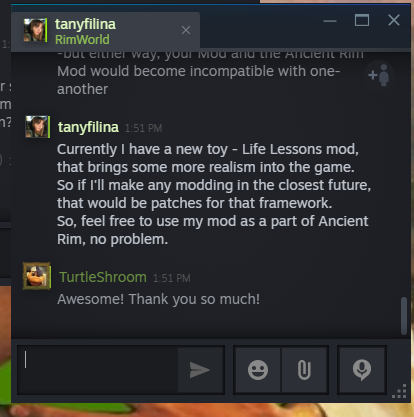 tanyfilina
RimWorld
-but either way, your Mod and the Ancient Rim
Mod would become incompatible with one-
another
tanyfilina 1:51 PM
Currently I have a new toy - Life Lessons mod,
that brings some more realism into the game.
So if I'll make any modding in the closest future,
that would be patches for that framework.
So, feel free to use my mod as a part of Ancient
Rim, no problem.
TurtleShroom 1:51 PM
Awesome! Thank you so much!